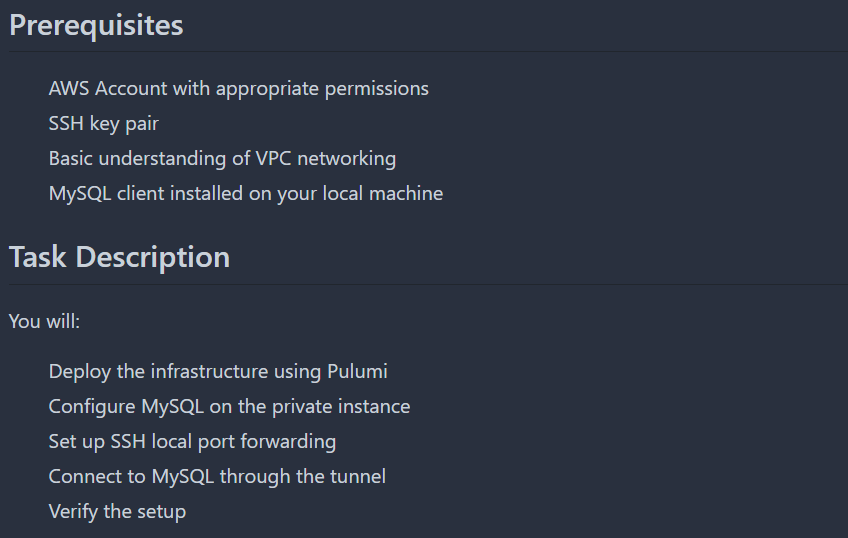 Prerequisites
AWS Account with appropriate permissions
SSH key pair
Basic understanding of VPC networking
MySQL client installed on your local machine
Task Description
You will:
Deploy the infrastructure using Pulumi
Configure MySQL on the private instance
Set up SSH local port forwarding
Connect to MySQL through the tunnel
Verify the setup